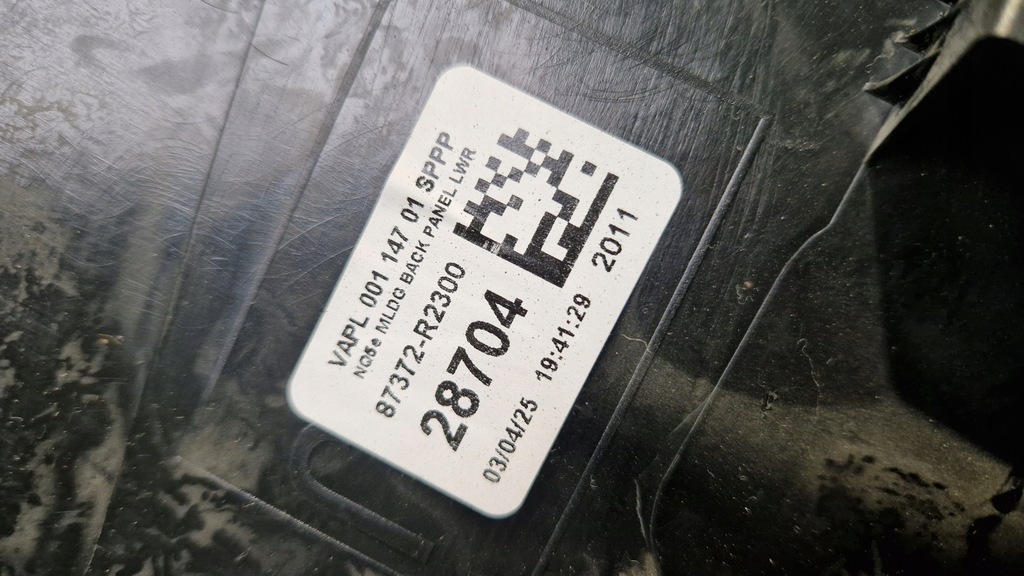 VAPL 001 147 01 SPPP
NQ5e MLDG BACK PANEL LWR
87372-R2300
28704
03/04/25 19:41:29 2011